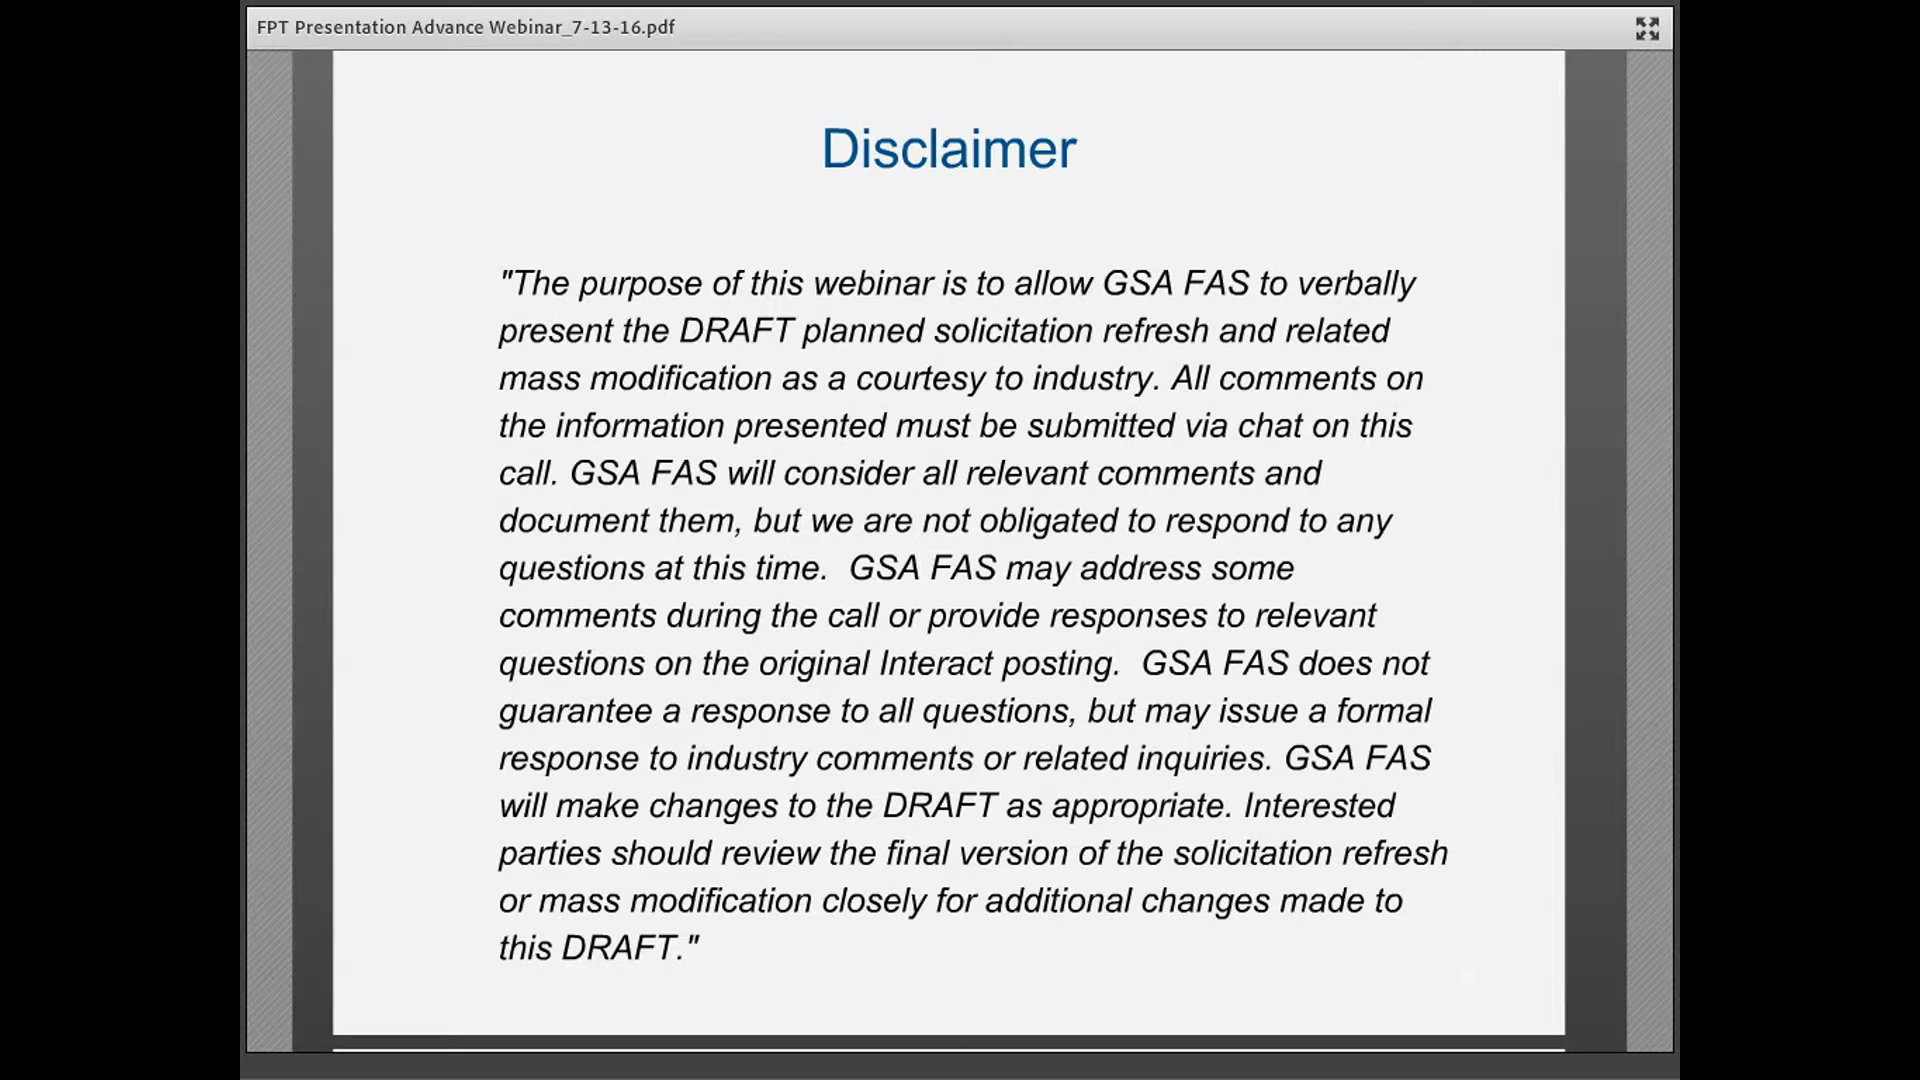 FPT Presentation Advance Webinar_7-13-16.pdf
Disclaimer
"The purpose of this webinar is to allow GSA FAS to verbally
present the DRAFT planned solicitation refresh and related
mass modification as a courtesy to industry. All comments on
the information presented must be submitted via chat on this
call. GSA FAS will consider all relevant comments and
document them, but we are not obligated to respond to any
questions at this time.  GSA FAS may address some
comments during the call or provide responses to relevant
questions on the original Interact posting.  GSA FAS does not
guarantee a response to all questions, but may issue a formal
response to industry comments or related inquiries. GSA FAS
will make changes to the DRAFT as appropriate. Interested
parties should review the final version of the solicitation refresh
or mass modification closely for additional changes made to
this DRAFT."